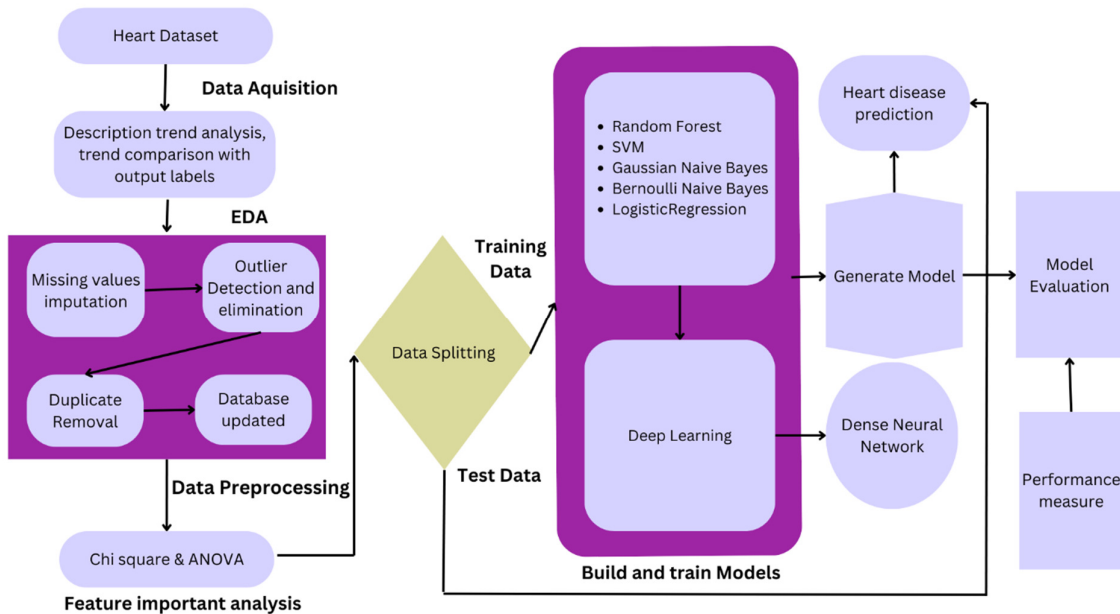 Heart Dataset
Data Aquisition
Description trend analysis,
trend comparison with
output labels
EDA
Missing values
imputation
Outlier
Detection and
elimination
Duplicate
Removal
Database
updated
Data Preprocessing
Chi square & ANOVA
Feature important analysis
Data Splitting
Training
Data
Test Data
• Random Forest
• SVM
• Gaussian Naive Bayes
• Bernoulli Naive Bayes
• LogisticRegression
Deep Learning
Build and train Models
Heart disease
prediction
Generate Model
Dense Neural
Network
Model
Evaluation
Performance
measure